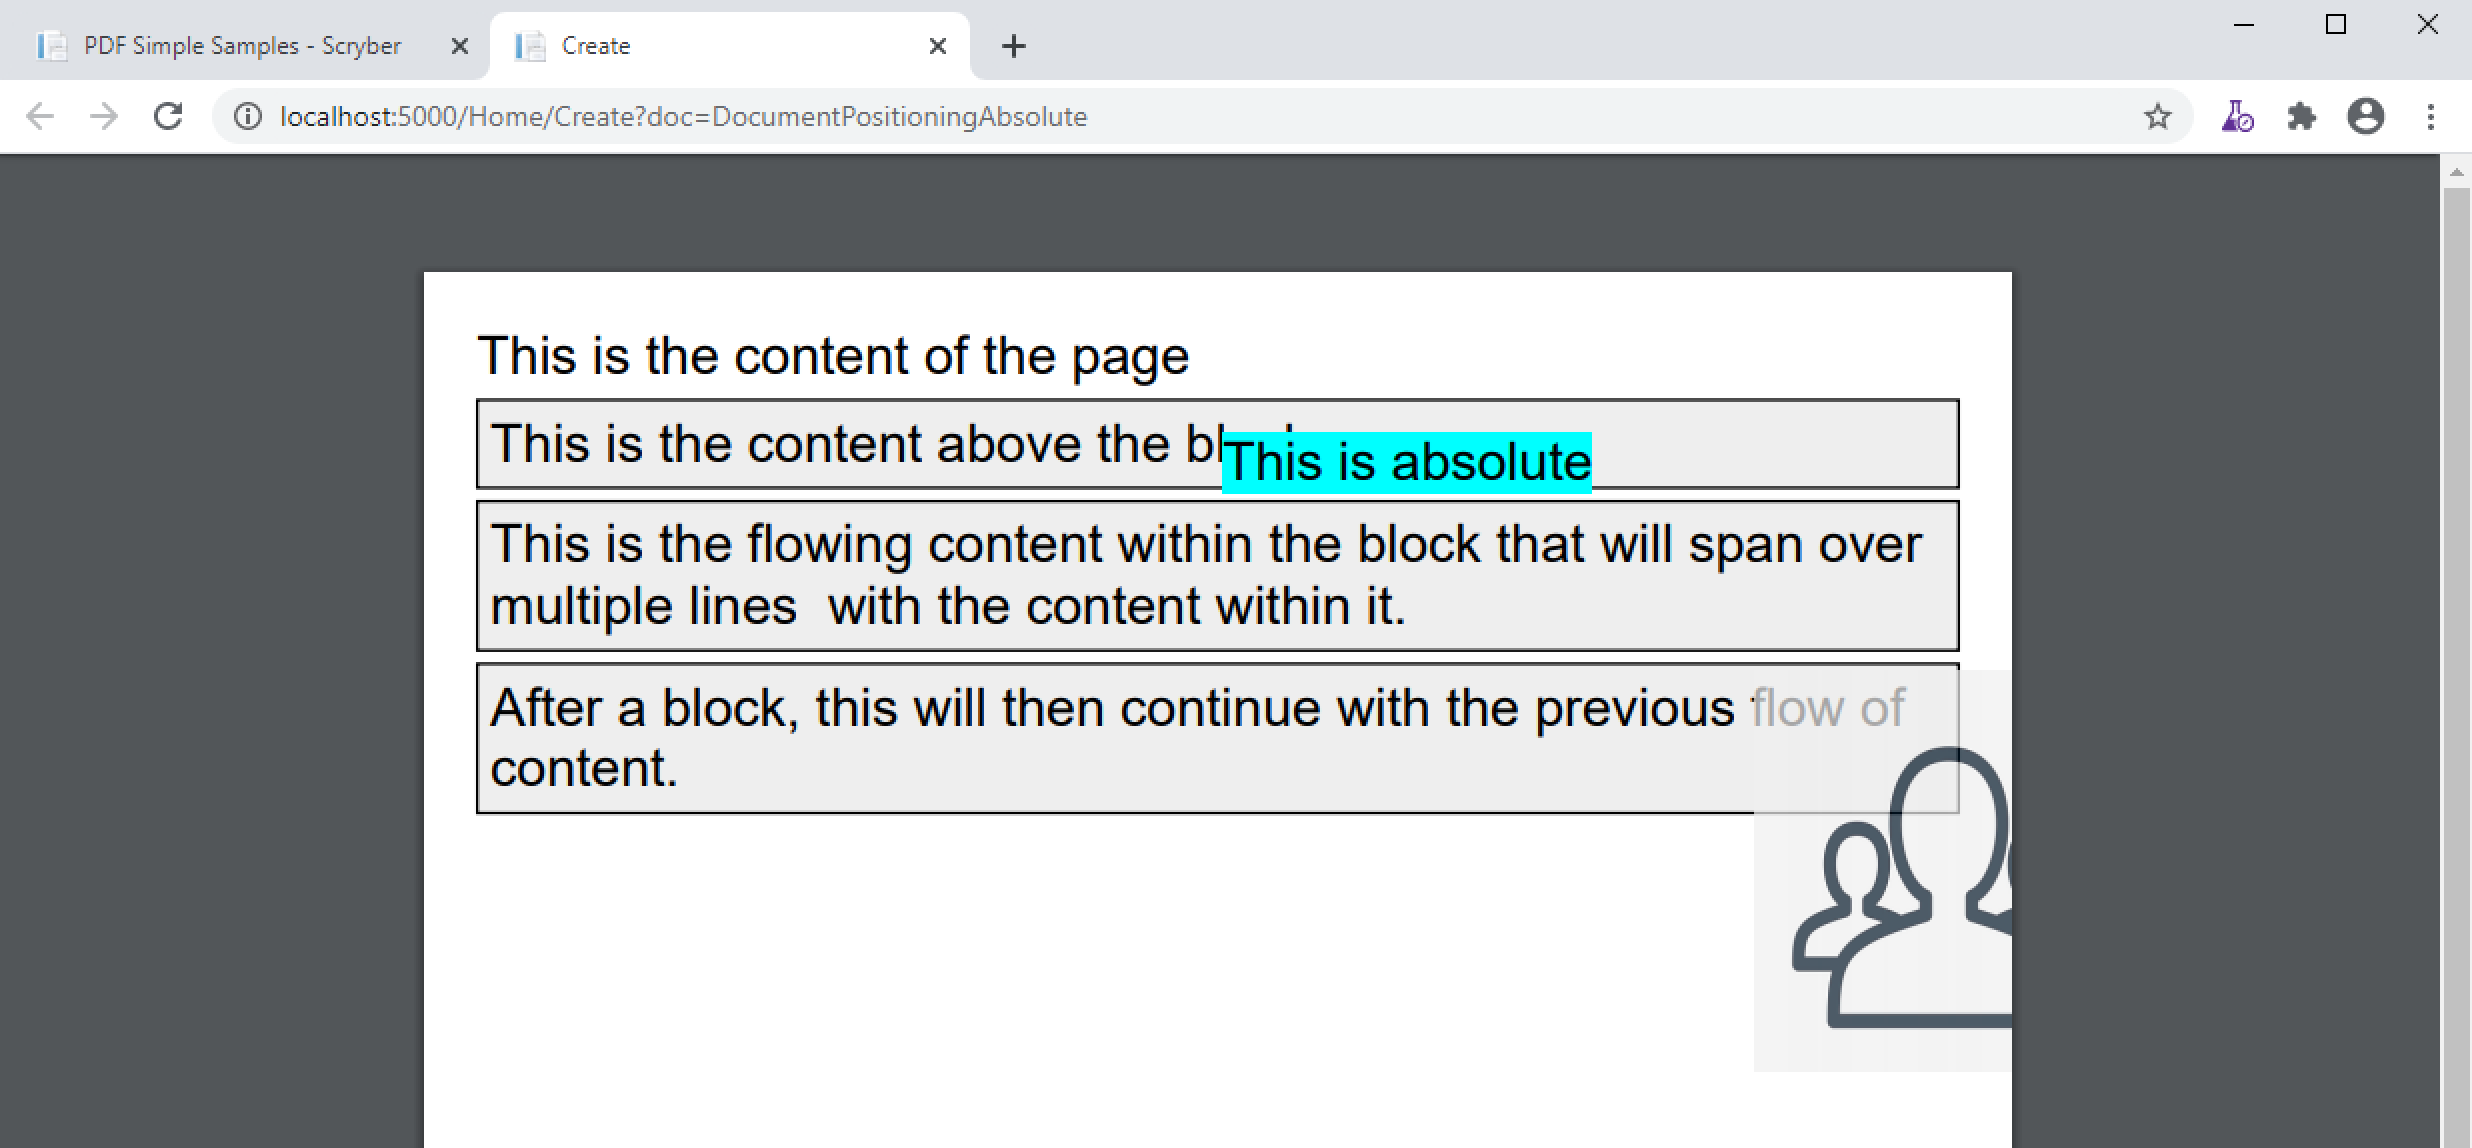 PDF Simple Samples - Scryber
Create
localhost:5000/Home/Create?doc=DocumentPositioningAbsolute
This is the content of the page
This is the content above the
This is absolute
This is the flowing content within the block that will span over
multiple lines  with the content within it.
After a block, this will then continue with the previous flow of
content.